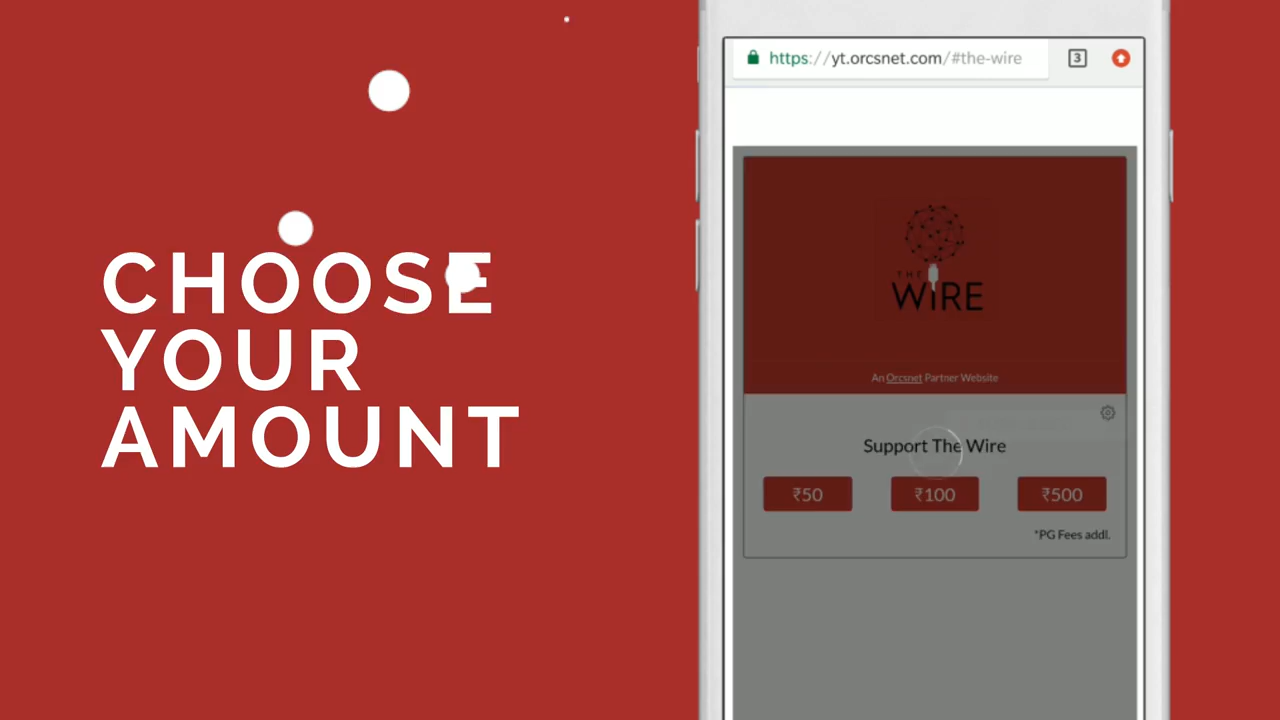 CHOOSE
YOUR
AMOUNT
https://yt.orcsnet.com/#the-wire
3
THE
WIRE
An Orcsnet Partner Website
Support The Wire
₹50
₹100
₹500
*PG Fees addl.